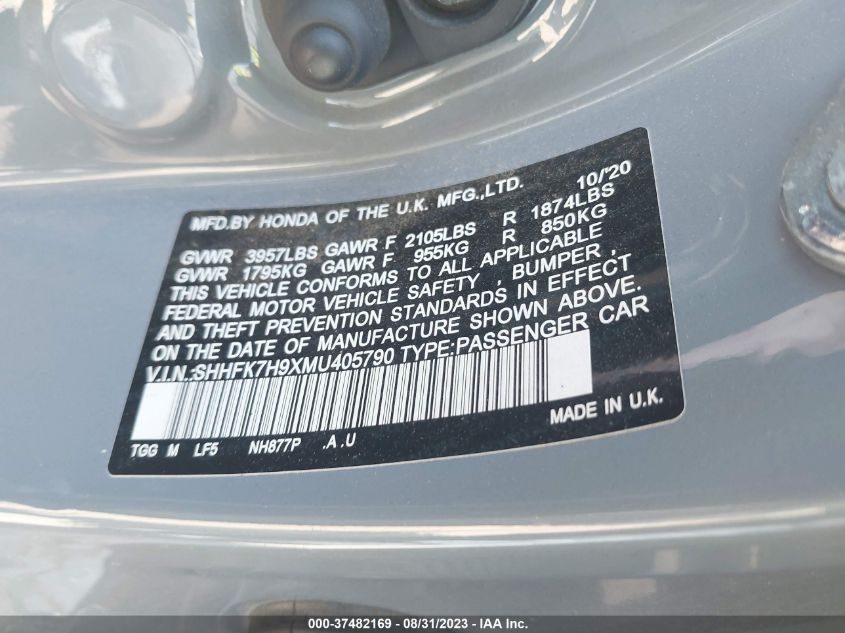 MFD.BY HONDA OF THE U.K. MFG.,LTD. 10/'20
GVWR 3957LBS GAWR F 2105LBS R 1874LBS
GVWR 1795KG GAWR F 955KG R 850KG
THIS VEHICLE CONFORMS TO ALL APPLICABLE
FEDERAL MOTOR VEHICLE SAFETY , BUMPER ,
AND THEFT PREVENTION STANDARDS IN EFFECT
ON THE DATE OF MANUFACTURE SHOWN ABOVE.
V.I.N.:SHHFK7H9XMU405790 TYPE:PASSENGER CAR
MADE IN U.K.
TGG M LF5 NH877P .A .U
000-37482169 - 08/31/2023 - IAA Inc.